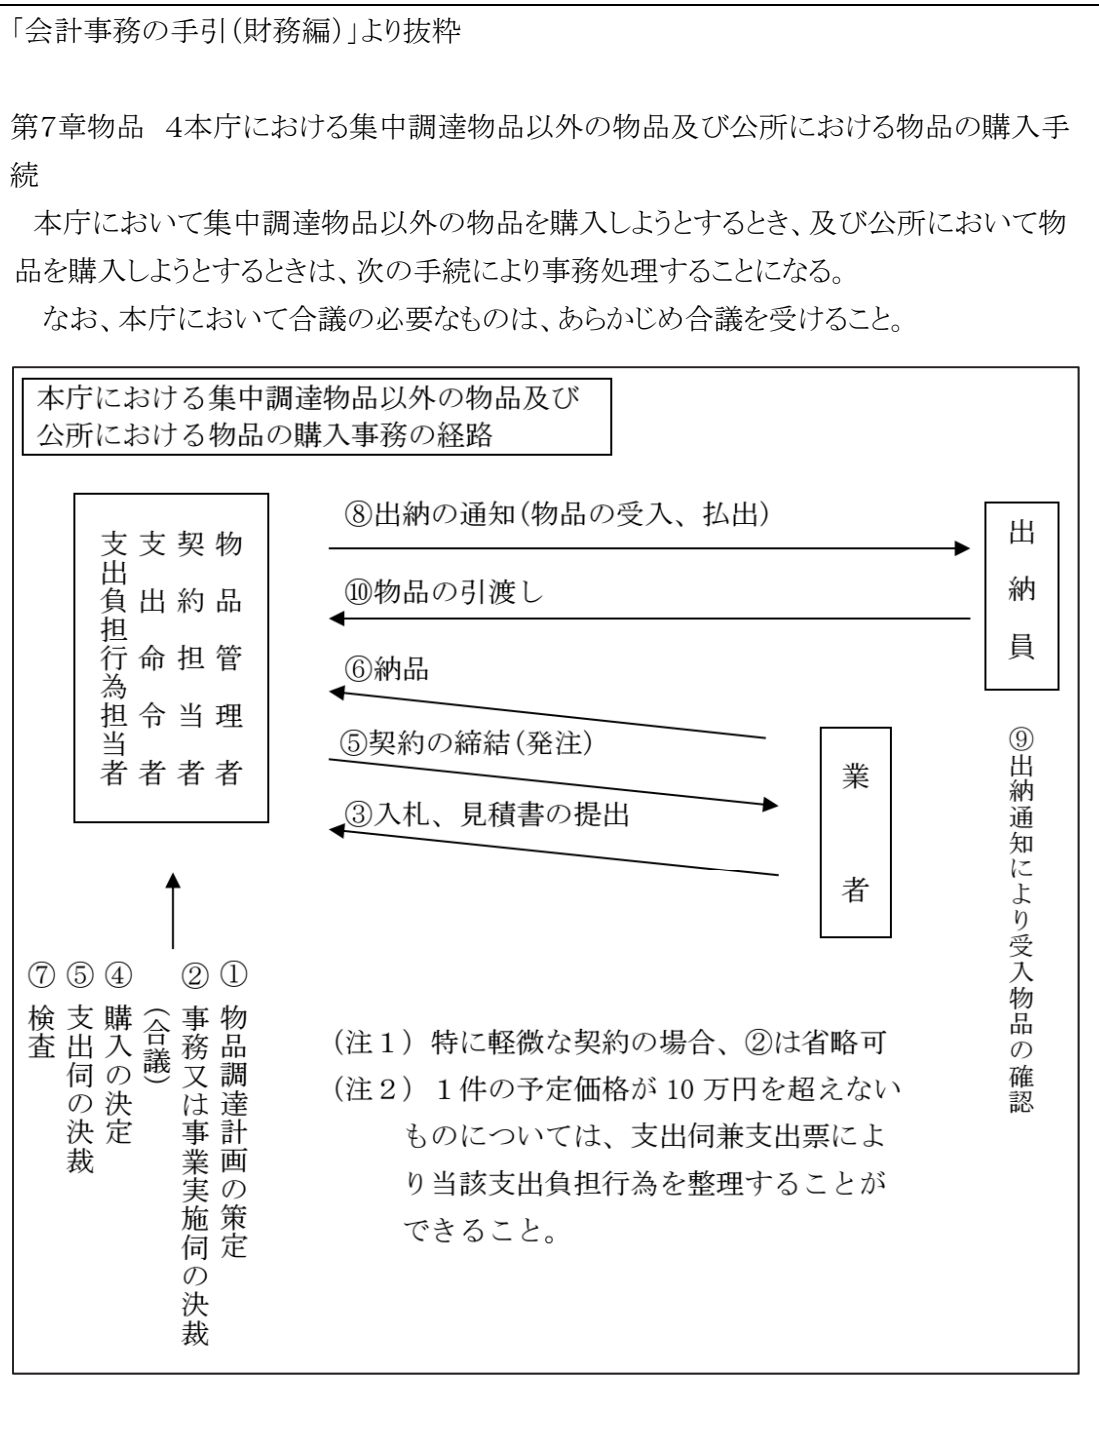 「会計事務の手引(財務編)」より抜粋
第7章物品 4本庁における集中調達物品以外の物品及び公所における物品の購入手
続
本庁において集中調達物品以外の物品を購入しようとするとき、及び公所において物
品を購入しようとするときは、次の手続により事務処理することになる。
なお、本庁において合議の必要なものは、あらかじめ合議を受けること。
本庁における集中調達物品以外の物品及び
公所における物品の購入事務の経路
物品管理者
契約担当者
支出命令者
支出負担行為担当者
⑧出納の通知(物品の受入、払出)
⑩物品の引渡し
⑥納品
⑤契約の締結(発注)
③入札、見積書の提出
出納員
業者
⑨出納通知により受入物品の確認
①物品調達計画の策定
②事務又は事業実施伺の決裁
(合議)
④購入の決定
⑤支出伺の決裁
⑦検査
(注1)特に軽微な契約の場合、②は省略可
(注2)1件の予定価格が 10 万円を超えない
ものについては、支出伺兼支出票によ
り当該支出負担行為を整理することが
できること。